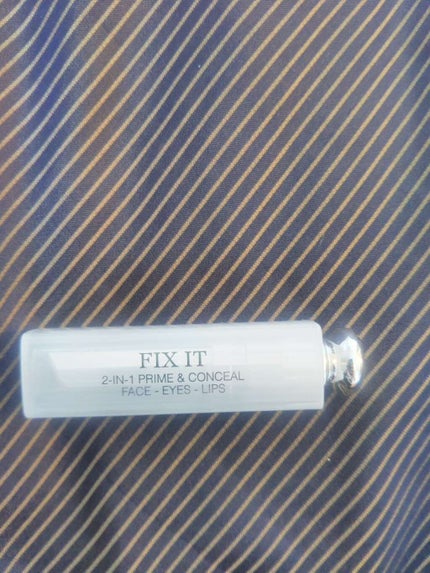 FIX IT
2-IN-1 PRIME & CONCEAL
FACE - EYES - LIPS